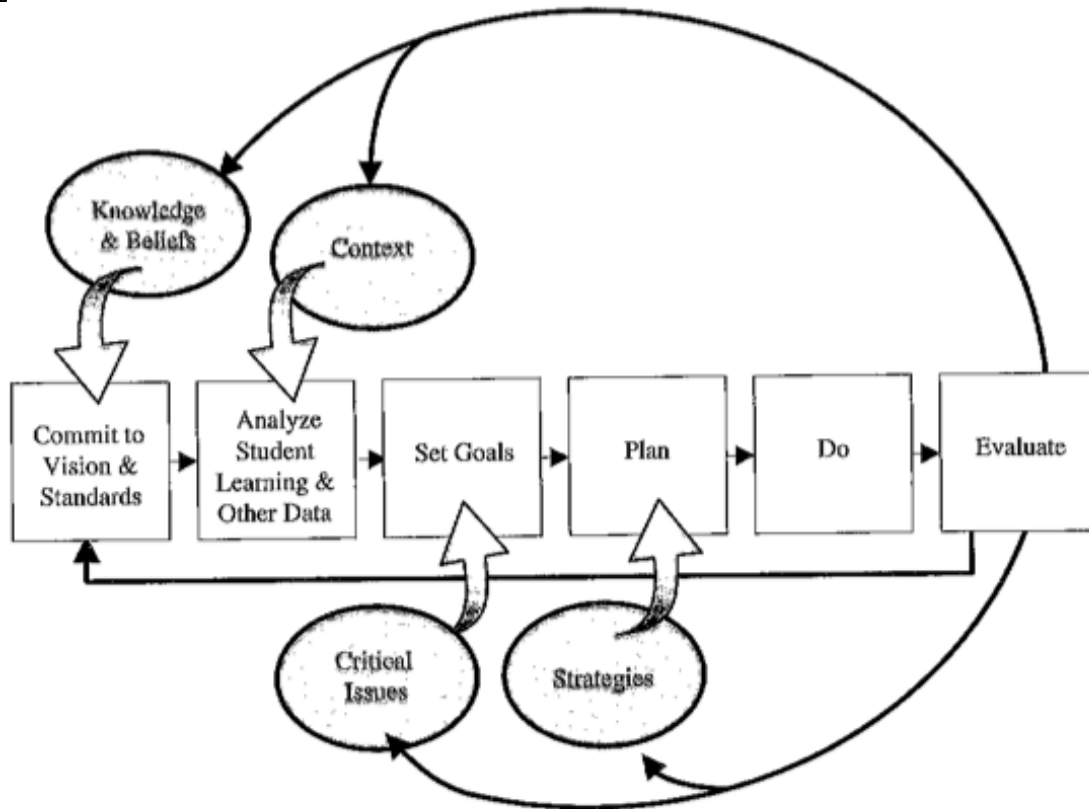 Knowledge
& Beliefs
Context
Commit to
Vision &
Standards
Analyze
Student
Learning &
Other Data
Set Goals
Plan
Do
Evaluate
Critical
Issues
Strategies